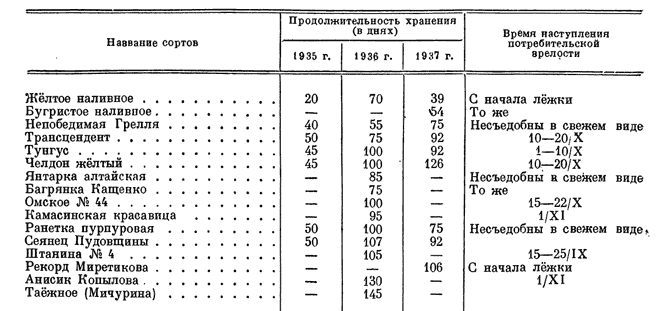 Название сортов
Продолжительность хранения
(в днях)
1935 г. 1936 г. 1937 г.
Время наступления
потребительской
зрелости
Жёлтое наливное . . . . . . . . . . . 20 70 39 С начала лёжки
Бугристое наливное . . . . . . . . . . — — 54 То же
Непобедимая Грелля . . . . . . . . . . 40 55 75 Несъедобны в свежем виде
Трансцендент . . . . . . . . . . . . 50 75 92 10—20/X
Тунгус . . . . . . . . . . . . . . . 45 100 92 1—10/X
Челдон жёлтый . . . . . . . . . . . . 45 100 126 10—20/X
Янтарка алтайская . . . . . . . . . . — 85 — Несъедобны в свежем виде
Багрянка Кащенко . . . . . . . . . . — 75 — То же
Омское № 44 . . . . . . . . . . . . — 100 — 15—22/X
Камасинская красавица . . . . . . . — 95 — 1/XI
Ранетка пурпуровая . . . . . . . . . 50 100 75 Несъедобны в свежем виде
Сеянец Пудовщины . . . . . . . . . . 50 107 92
Штанина № 4 . . . . . . . . . . . . — 105 — 15—25/IX
Рекорд Миретикова . . . . . . . . . . — — 106 С начала лёжки
Анисик Копылова . . . . . . . . . . . — 130 — 1/XI
Таёжное (Мичурина) . . . . . . . . . — 145 —